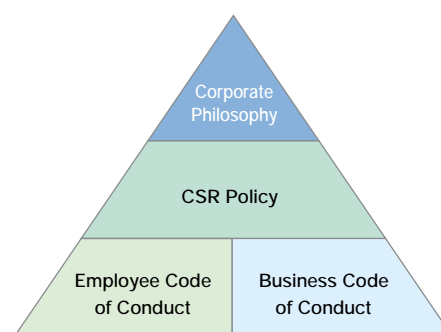 Corporate
Philosophy
CSR Policy
Employee Code
of Conduct
Business Code
of Conduct